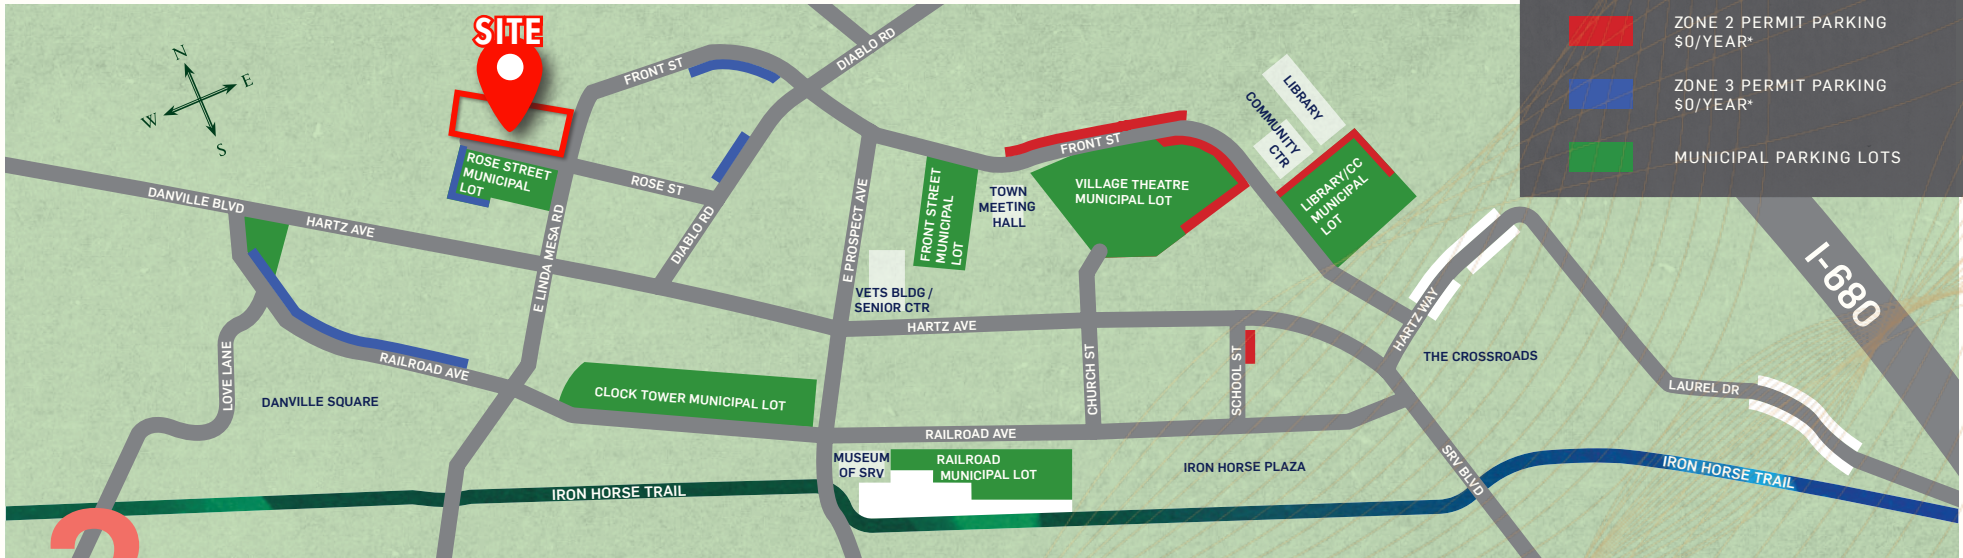 SITE
N
E
W
S
FRONT ST
DIABLO RD
ZONE 2 PERMIT PARKING
$0/YEAR*
ZONE 3 PERMIT PARKING
$0/YEAR*
MUNICIPAL PARKING LOTS
LIBRARY
COMMUNITY
CTR
FRONT ST
LIBRARY/CC
MUNICIPAL
LOT
ROSE STREET
MUNICIPAL
LOT
ROSE ST
DANVILLE BLVD
HARTZ AVE
E LINDA MESA RD
DIABLO RD
E PROSPECT AVE
FRONT STREET
MUNICIPAL
LOT
TOWN
MEETING
HALL
VILLAGE THEATRE
MUNICIPAL LOT
VETS BLDG /
SENIOR CTR
HARTZ AVE
I-680
HARTZ WAY
THE CROSSROADS
LAUREL DR
LOVE LANE
RAILROAD AVE
DANVILLE SQUARE
CLOCK TOWER MUNICIPAL LOT
CHURCH ST
SCHOOL ST
RAILROAD AVE
MUSEUM
OF SRV
RAILROAD
MUNICIPAL LOT
IRON HORSE PLAZA
SRV BLVD
IRON HORSE TRAIL
IRON HORSE TRAIL